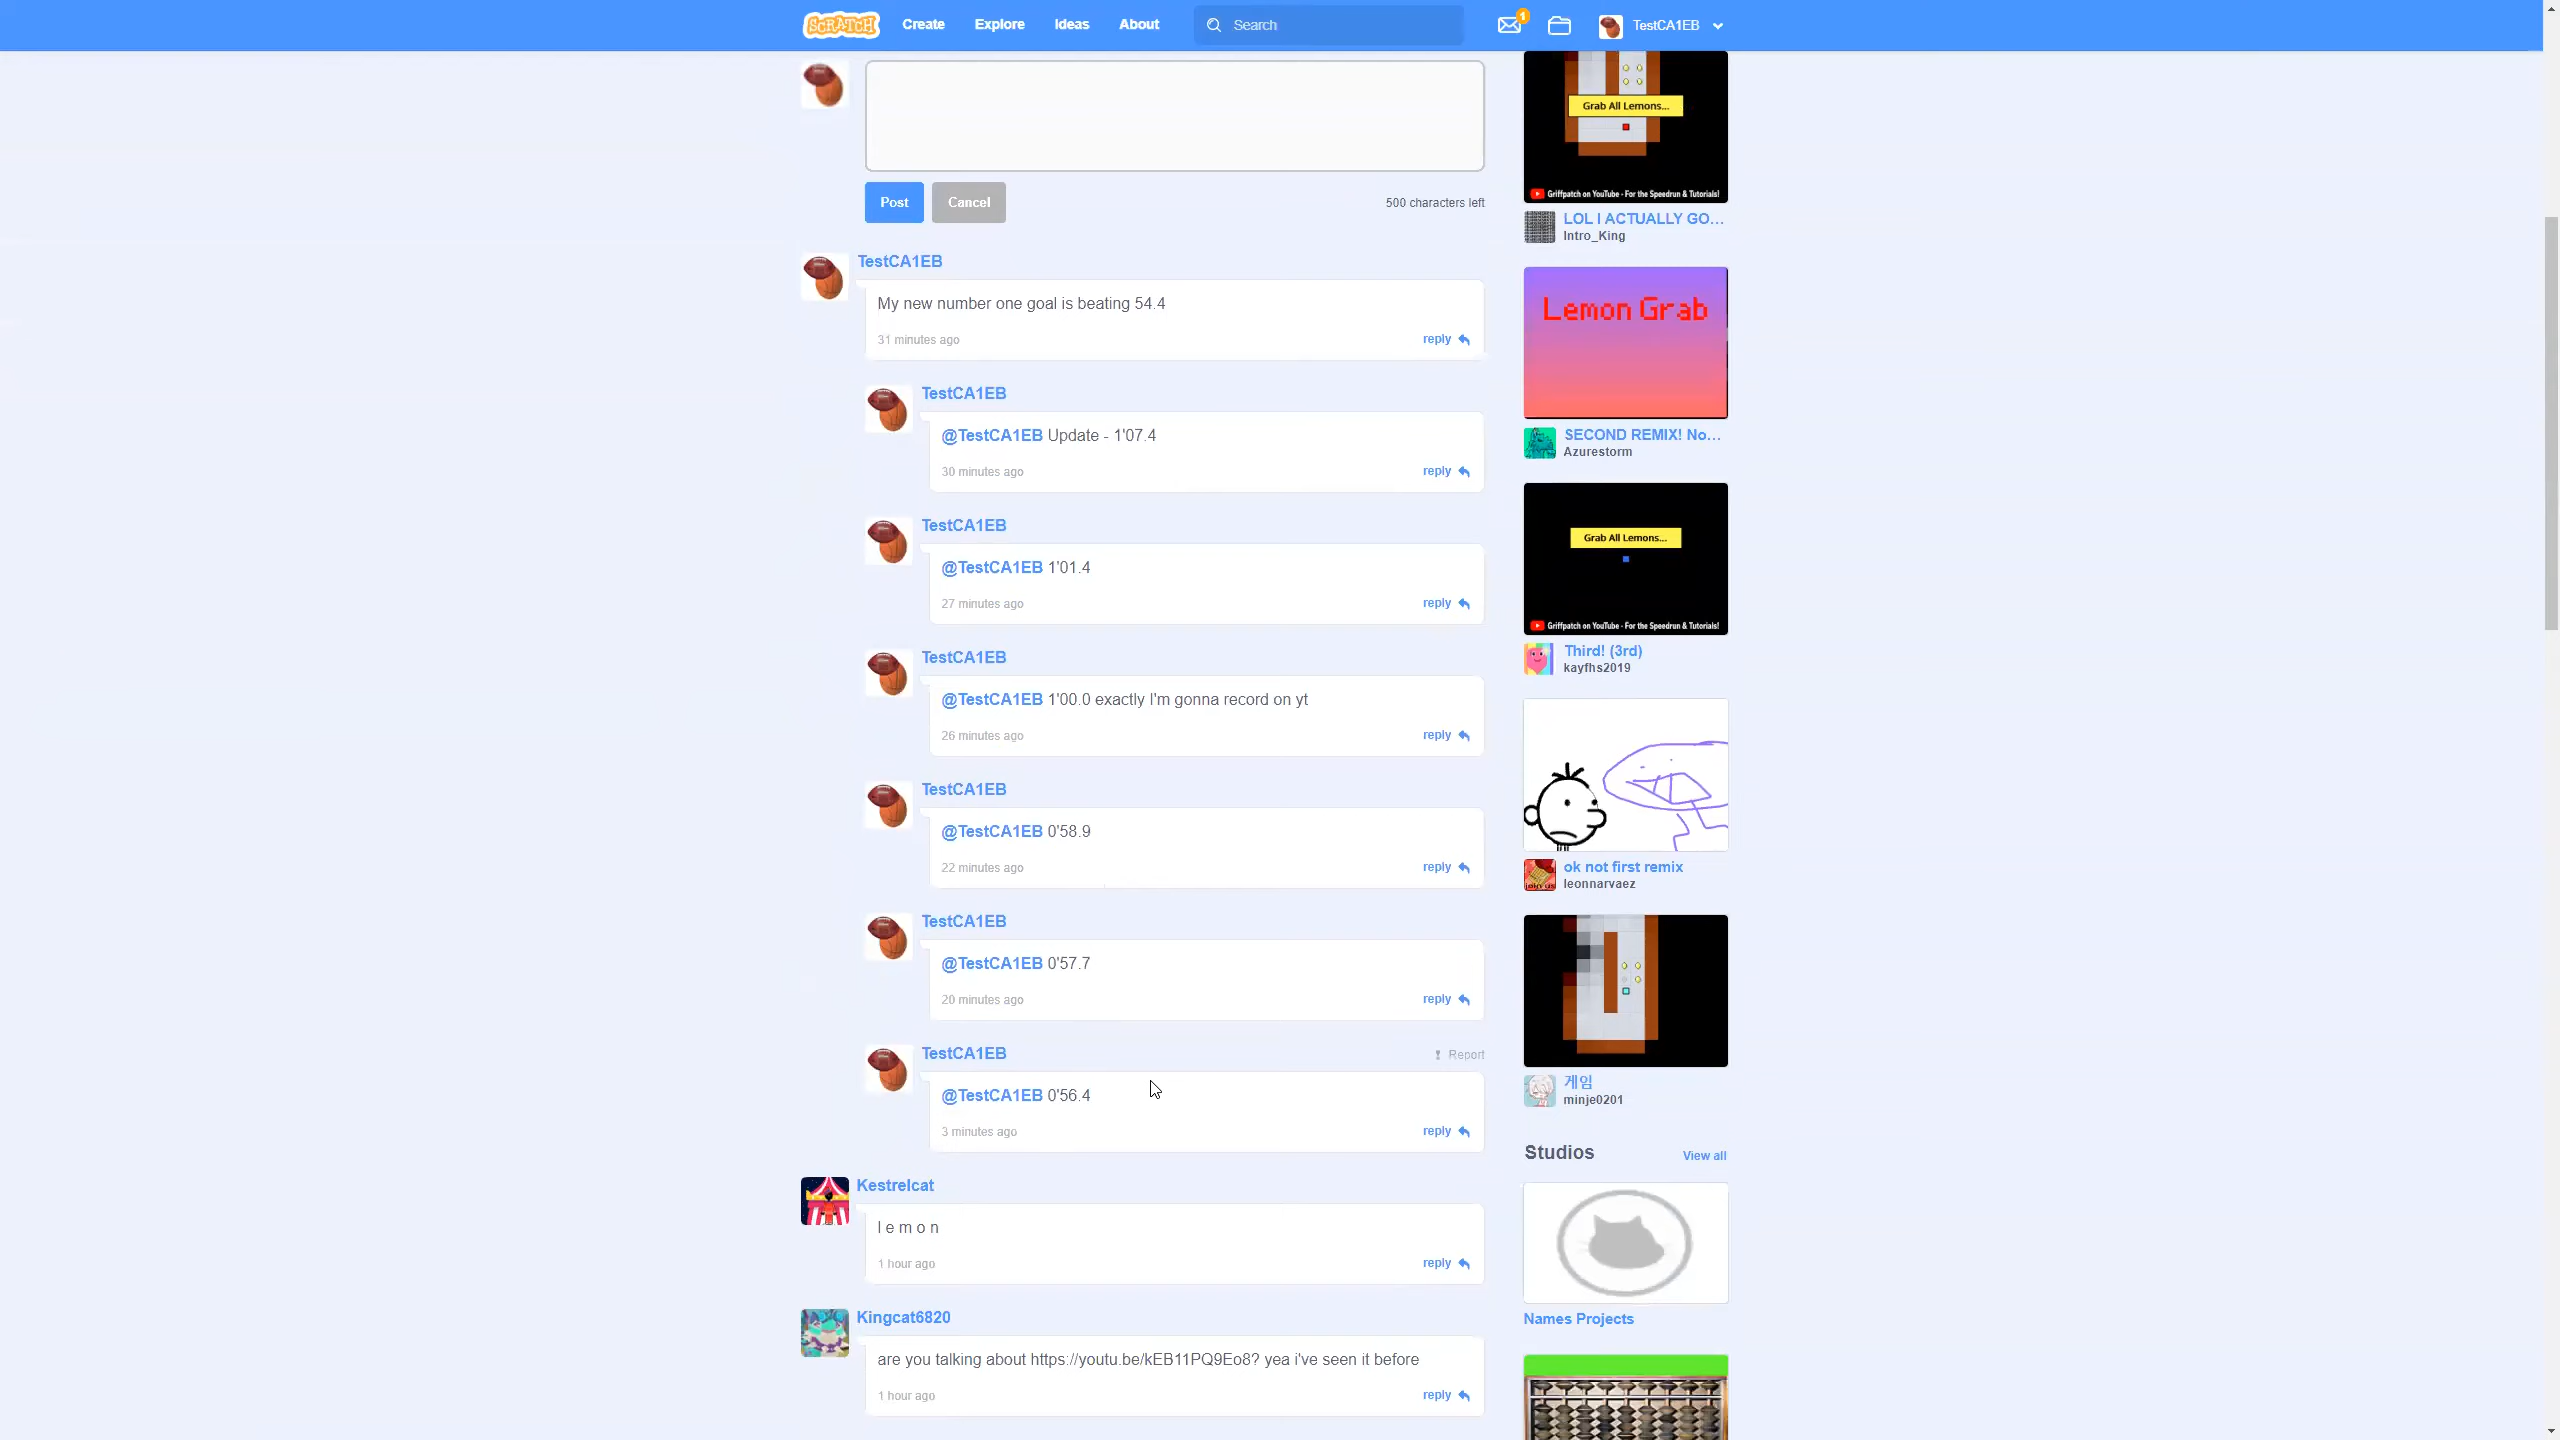 SCRATCH
Create
Explore
Ideas
About
Search
1
TestCA1EB
Post
Cancel
500 characters left
TestCA1EB
My new number one goal is beating 54.4
31 minutes ago
reply
TestCA1EB
@TestCA1EB Update - 1'07.4
30 minutes ago
reply
TestCA1EB
@TestCA1EB 1'01.4
27 minutes ago
reply
TestCA1EB
@TestCA1EB 1'00.0 exactly I'm gonna record on yt
26 minutes ago
reply
TestCA1EB
@TestCA1EB 0'58.9
22 minutes ago
reply
TestCA1EB
@TestCA1EB 0'57.7
20 minutes ago
reply
TestCA1EB
Report
@TestCA1EB 0'56.4
3 minutes ago
reply
Kestrelcat
l e m o n
1 hour ago
reply
Kingcat6820
are you talking about https://youtu.be/kEB11PQ9Eo8? yea i've seen it before
1 hour ago
reply
Grab All Lemons...
Griffpatch on YouTube - For the Speedrun & Tutorials!
LOL I ACTUALLY GO...
Intro_King
Lemon Grab
SECOND REMIX! No...
Azurestorm
Grab All Lemons...
Griffpatch on YouTube - For the Speedrun & Tutorials!
Third! (3rd)
kayfhs2019
ok not first remix
leonnarvaez
게임
minje0201
Studios
View all
Names Projects